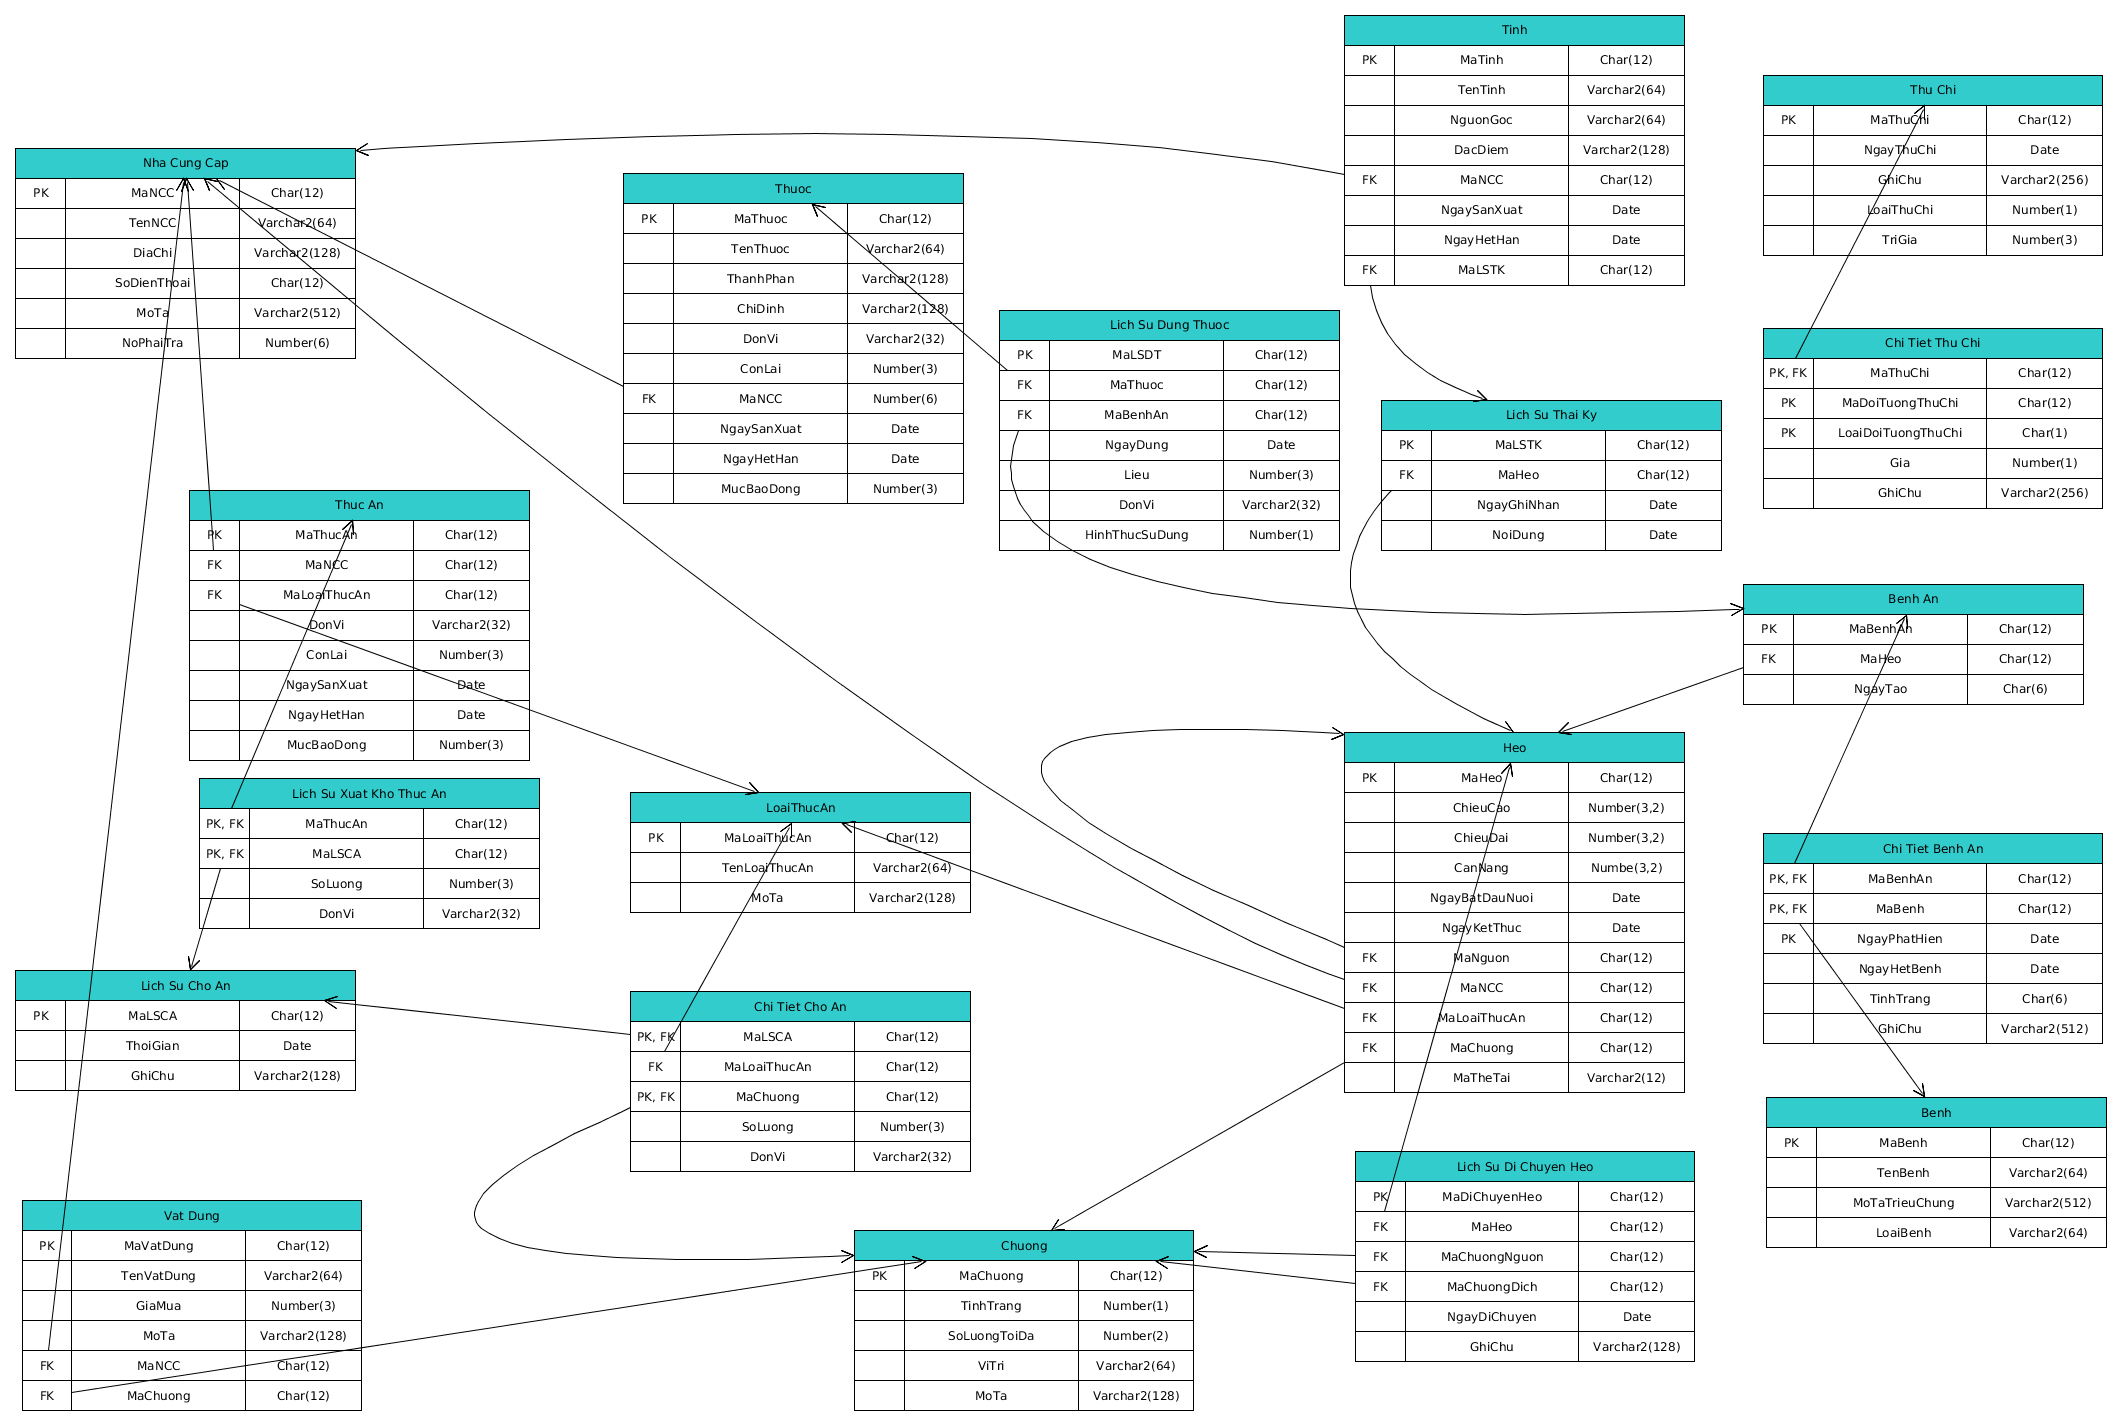 Tinh
PK MaTinh Char(12)
TenTinh Varchar2(64)
NguonGoc Varchar2(64)
DacDiem Varchar2(128)
FK MaNCC Char(12)
NgaySanXuat Date
NgayHetHan Date
FK MaLSTK Char(12)
Thu Chi
PK MaThuChi Char(12)
NgayThuChi Date
GhiChu Varchar2(256)
LoaiThuChi Number(1)
TriGia Number(3)
Nha Cung Cap
PK MaNCC Char(12)
TenNCC Varchar2(64)
DiaChi Varchar2(128)
SoDienThoai Char(12)
MoTa Varchar2(512)
NoPhaiTra Number(6)
Thuoc
PK MaThuoc Char(12)
TenThuoc Varchar2(64)
ThanhPhan Varchar2(128)
ChiDinh Varchar2(128)
DonVi Varchar2(32)
ConLai Number(3)
FK MaNCC Number(6)
NgaySanXuat Date
NgayHetHan Date
MucBaoDong Number(3)
Lich Su Dung Thuoc
PK MaLSDT Char(12)
FK MaThuoc Char(12)
FK MaBenhAn Char(12)
NgayDung Date
Lieu Number(3)
DonVi Varchar2(32)
HinhThucSuDung Number(1)
Chi Tiet Thu Chi
PK, FK MaThuChi Char(12)
PK MaDoiTuongThuChi Char(12)
PK LoaiDoiTuongThuChi Char(1)
Gia Number(1)
GhiChu Varchar2(256)
Lich Su Thai Ky
PK MaLSTK Char(12)
FK MaHeo Char(12)
NgayGhiNhan Date
NoiDung Date
Thuc An
PK MaThucAn Char(12)
FK MaNCC Char(12)
FK MaLoaiThucAn Char(12)
DonVi Varchar2(32)
ConLai Number(3)
NgaySanXuat Date
NgayHetHan Date
MucBaoDong Number(3)
Benh An
PK MaBenhAn Char(12)
FK MaHeo Char(12)
NgayTao Char(6)
Heo
PK MaHeo Char(12)
ChieuCao Number(3,2)
ChieuDai Number(3,2)
CanNang Numbe(3,2)
NgayBatDauNuoi Date
NgayKetThuc Date
FK MaNguon Char(12)
FK MaNCC Char(12)
FK MaLoaiThucAn Char(12)
FK MaChuong Char(12)
MaTheTai Varchar2(12)
Lich Su Xuat Kho Thuc An
PK, FK MaThucAn Char(12)
PK, FK MaLSCA Char(12)
SoLuong Number(3)
DonVi Varchar2(32)
LoaiThucAn
PK MaLoaiThucAn Char(12)
TenLoaiThucAn Varchar2(64)
MoTa Varchar2(128)
Chi Tiet Benh An
PK, FK MaBenhAn Char(12)
PK, FK MaBenh Char(12)
PK NgayPhatHien Date
NgayHetBenh Date
TinhTrang Char(6)
GhiChu Varchar2(512)
Lich Su Cho An
PK MaLSCA Char(12)
ThoiGian Date
GhiChu Varchar2(128)
Chi Tiet Cho An
PK, FK MaLSCA Char(12)
FK MaLoaiThucAn Char(12)
PK, FK MaChuong Char(12)
SoLuong Number(3)
DonVi Varchar2(32)
Benh
PK MaBenh Char(12)
TenBenh Varchar2(64)
MoTaTrieuChung Varchar2(512)
LoaiBenh Varchar2(64)
Lich Su Di Chuyen Heo
PK MaDiChuyenHeo Char(12)
FK MaHeo Char(12)
FK MaChuongNguon Char(12)
FK MaChuongDich Char(12)
NgayDiChuyen Date
GhiChu Varchar2(128)
Vat Dung
PK MaVatDung Char(12)
TenVatDung Varchar2(64)
GiaMua Number(3)
MoTa Varchar2(128)
FK MaNCC Char(12)
FK MaChuong Char(12)
Chuong
PK MaChuong Char(12)
TinhTrang Number(1)
SoLuongToiDa Number(2)
ViTri Varchar2(64)
MoTa Varchar2(128)